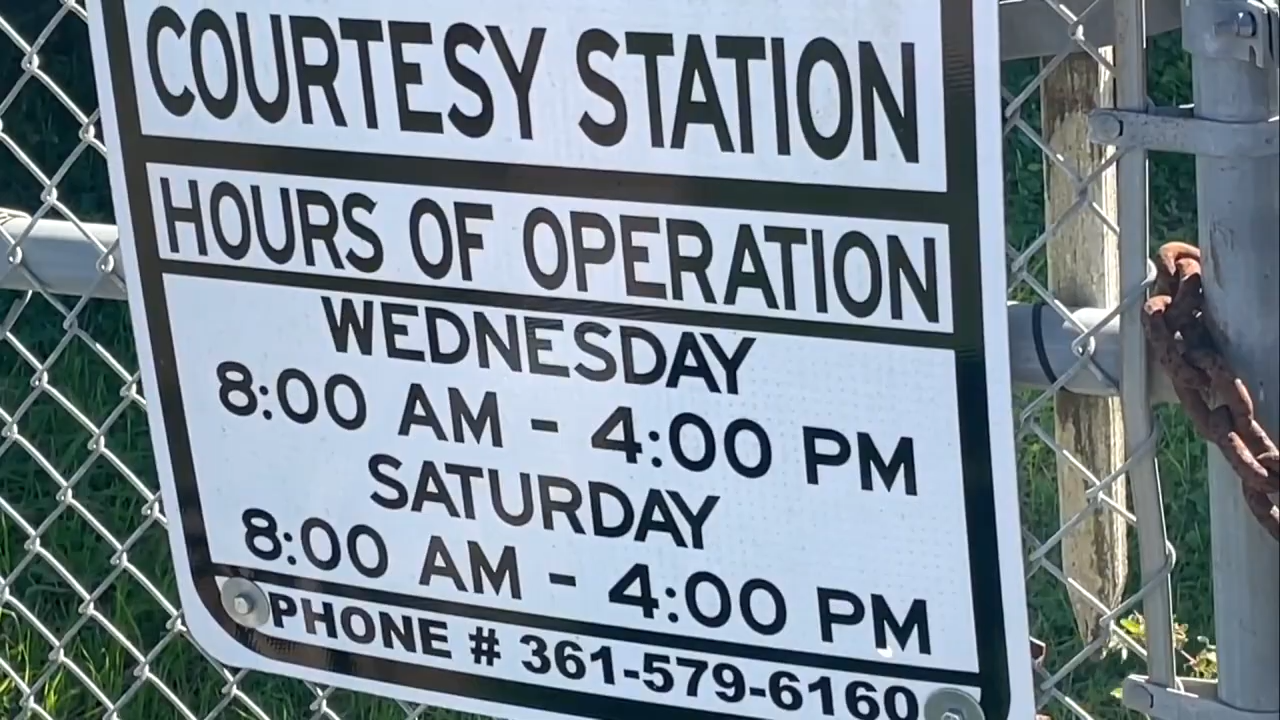 COURTESY STATION
HOURS OF OPERATION
WEDNESDAY
8:00 AM - 4:00 PM
SATURDAY
8:00 AM - 4:00 PM
PHONE # 361-579-6160